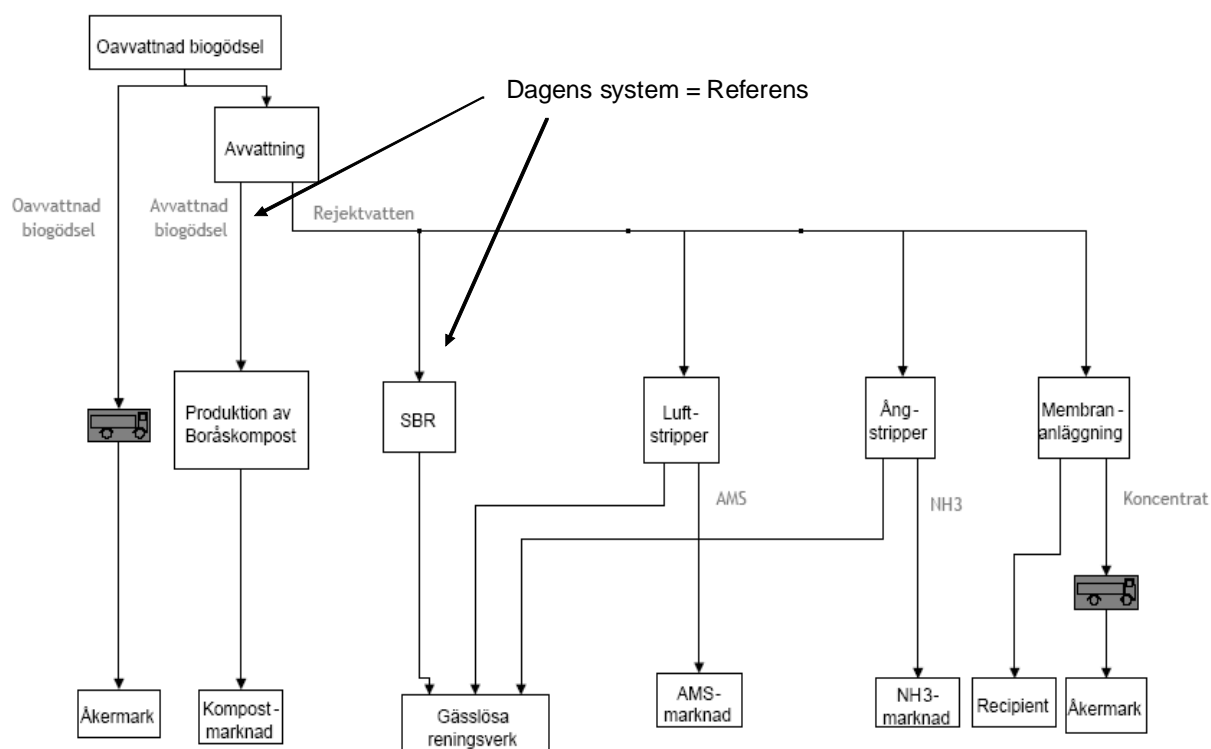 Oavvattnad biogödsel
Dagens system = Referens
Avvattning
Oavvattnad
biogödsel
Avvattnad
biogödsel
Rejektvatten
Produktion av
Boråskompost
SBR
Luft-
stripper
Ång-
stripper
Membran-
anläggning
AMS
NH3
Koncentrat
Åkermark
Kompost-
marknad
Gässlösa
reningsverk
AMS-
marknad
NH3-
marknad
Recipient
Åkermark